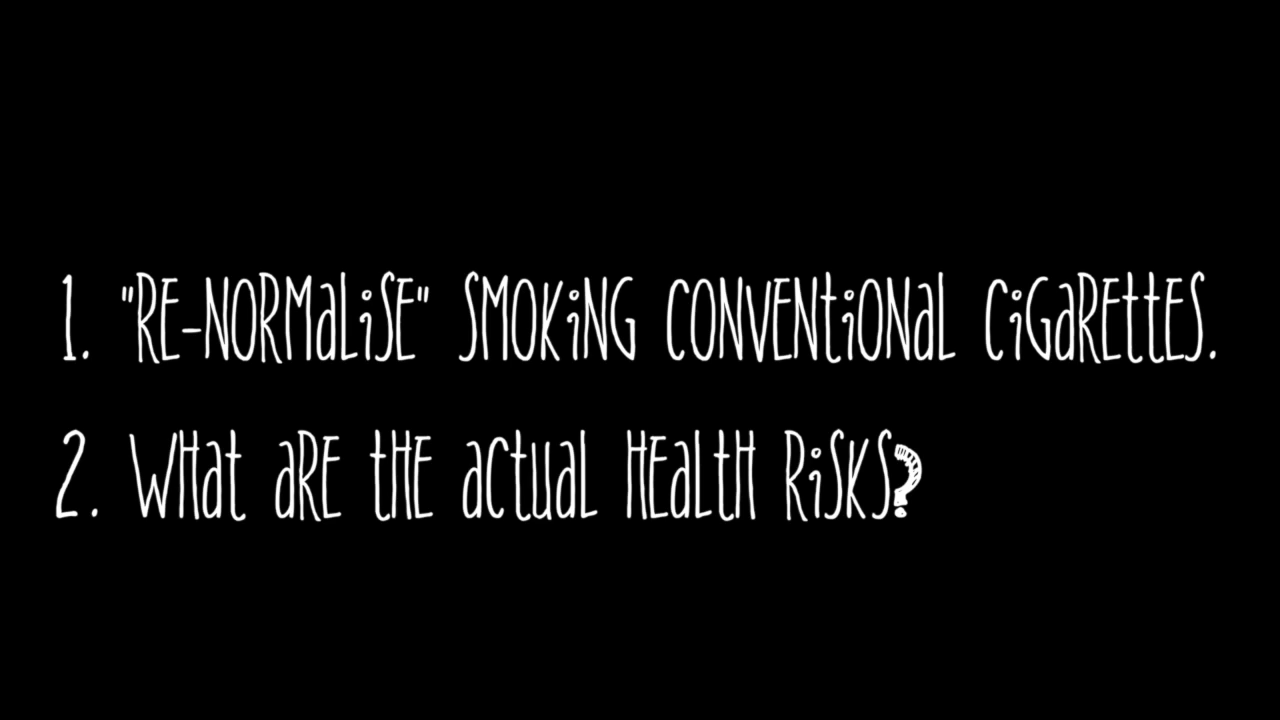 1. "RE-NORMaLiSE" SMOKiNG CONVENtiONaL CiGaREttES.
2. WHat aRE tHE actual HEaLtH RiSKS?